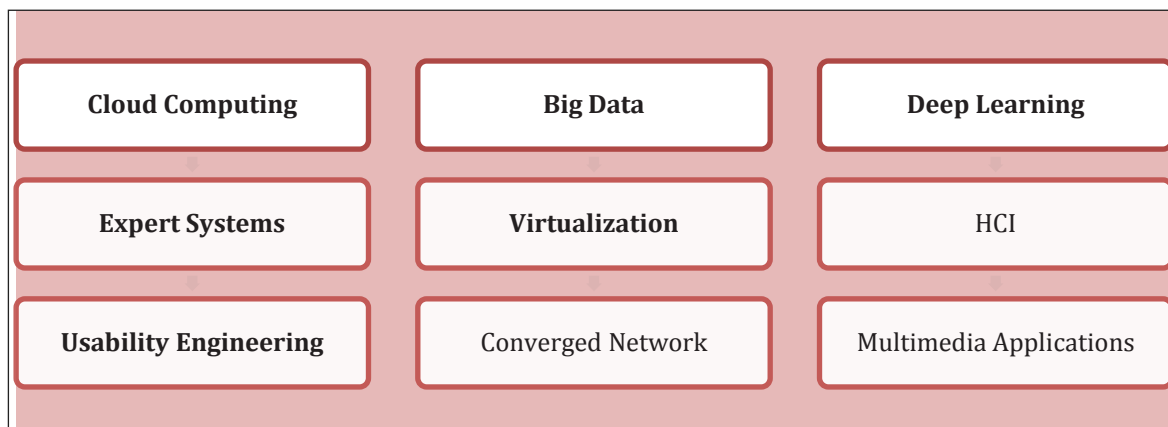 Cloud Computing
Big Data
Deep Learning
Expert Systems
Virtualization
HCI
Usability Engineering
Converged Network
Multimedia Applications